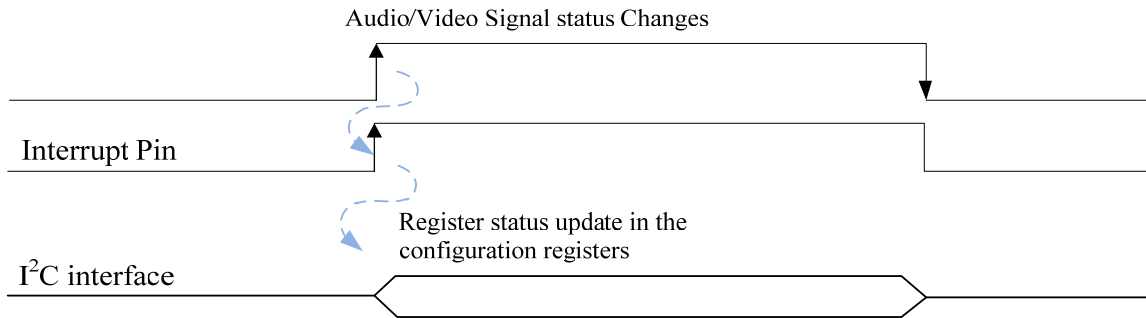 Audio/Video Signal status Changes
Interrupt Pin
Register status update in the
configuration registers
I²C interface